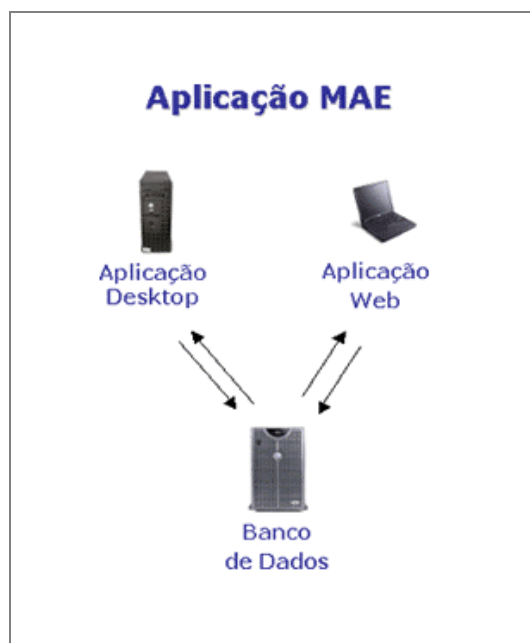 Aplicação MAE
Aplicação
Desktop
Aplicação
Web
Banco
de Dados